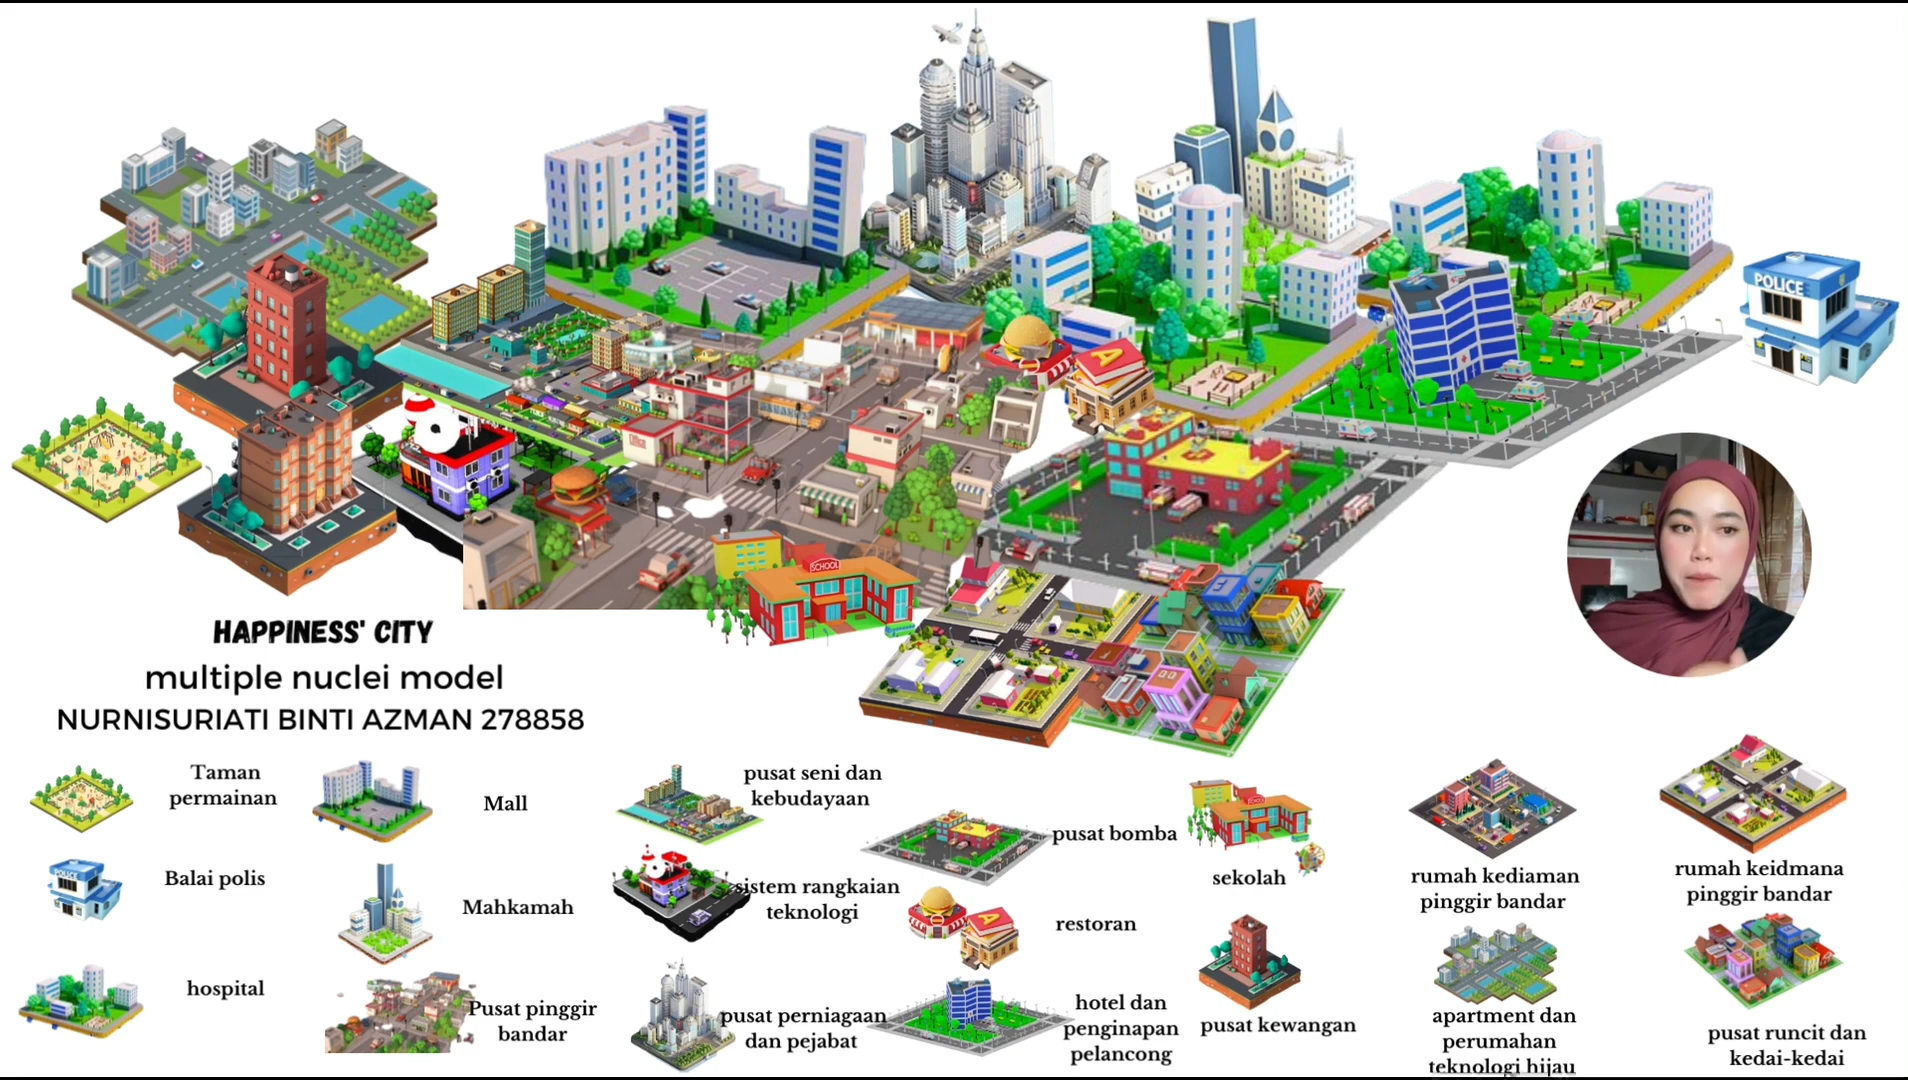 POLICE
SCHOOL
A
HAPPINESS' CITY
multiple nuclei model
NURNISURIATI BINTI AZMAN 278858
Taman
permainan
Mall
pusat seni dan
kebudayaan
pusat bomba
sekolah
rumah kediaman
pinggir bandar
rumah keidmana
pinggir bandar
Balai polis
Mahkamah
sistem rangkaian
teknologi
restoran
hospital
Pusat pinggir
bandar
pusat perniagaan
dan pejabat
hotel dan
penginapan
pelancong
pusat kewangan
apartment dan
perumahan
teknologi hijau
pusat runcit dan
kedai-kedai